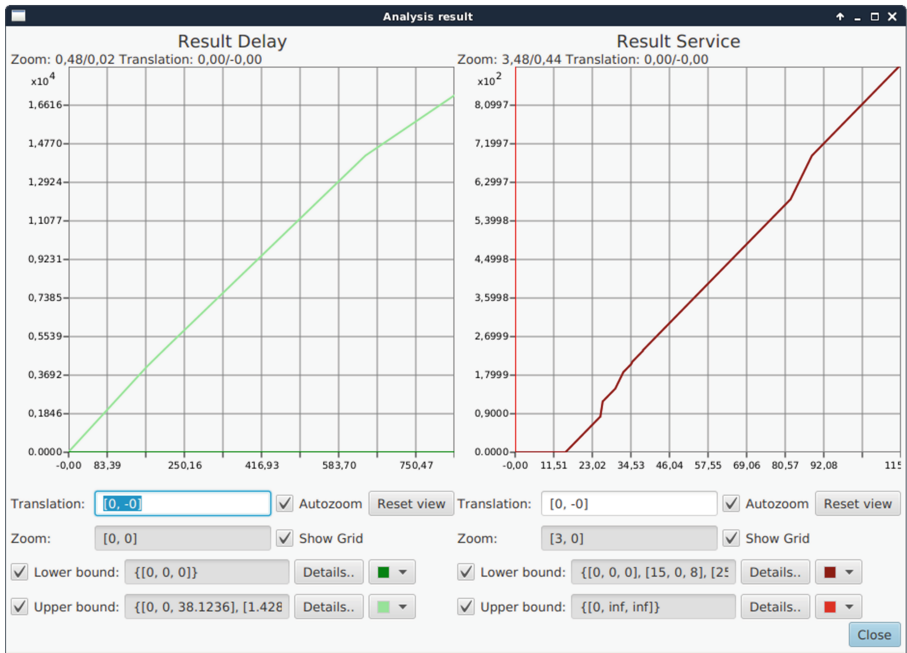 Analysis result
Result Delay
Zoom: 0,48/0,02 Translation: 0,00/-0,00
x10^4
1,6616
1,4770
1,2924
1,1077
0,9231
0,7385
0,5539
0,3692
0,1846
0.0000
-0,00 83,39 250,16 416,93 583,70 750,47
Translation: [0, -0] Autozoom Reset view
Zoom: [0, 0] Show Grid
Lower bound: {[0, 0, 0]} Details..
Upper bound: {[0, 0, 38.1236], [1.428 Details..
Result Service
Zoom: 3,48/0,44 Translation: 0,00/-0,00
x10^2
8,0997
7,1997
6,2997
5,3998
4,4998
3,5998
2,6999
1,7999
0,9000
0.0000
-0,00 11,51 23,02 34,53 46,04 57,55 69,06 80,57 92,08 115
Translation: [0, -0] Autozoom Reset view
Zoom: [3, 0] Show Grid
Lower bound: {[0, 0, 0], [15, 0, 8], [25 Details..
Upper bound: {[0, inf, inf]} Details..
Close